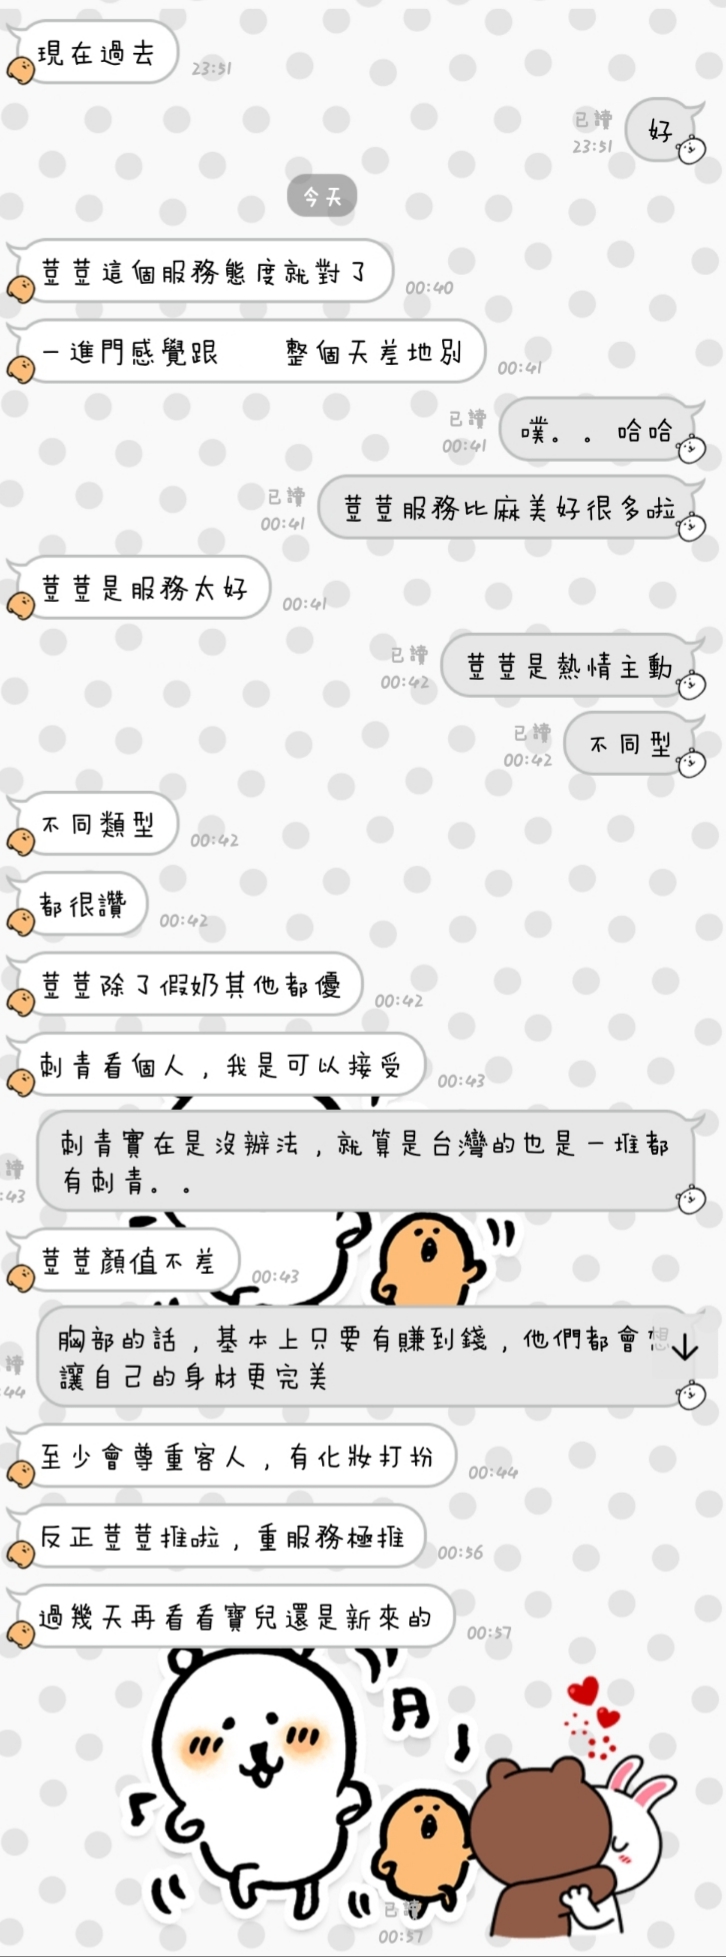 現在過去
23:51
已讀
23:51
好
今天
荳荳這個服務態度就對了
00:40
一進門感覺跟 整個天差地別
00:41
已讀
00:41
噗。。哈哈
已讀
00:41
荳荳服務比麻美好很多啦
荳荳是服務太好
00:41
已讀
00:42
荳荳是熱情主動
已讀
00:42
不同型
不同類型
00:42
都很讚
00:42
荳荳除了假奶其他都優
00:42
刺青看個人，我是可以接受
00:43
讀
:43
刺青實在是沒辦法，就算是台灣的也是一堆都
有刺青。。
荳荳顏值不差
00:43
讀
:44
胸部的話，基本上只要有賺到錢，他們都會想
讓自己的身材更完美
至少會尊重客人，有化妝打扮
00:44
反正荳荳推啦，重服務極推
00:56
過幾天再看看寶兒還是新來的
00:57
已讀
00:57